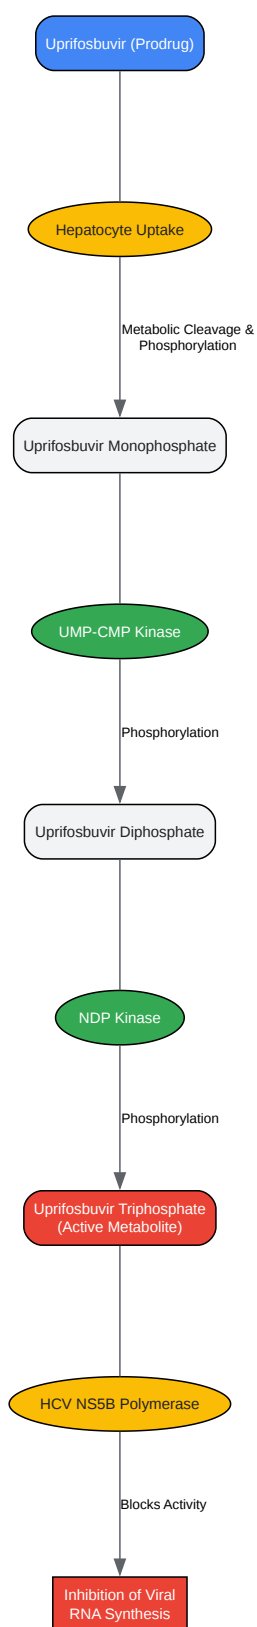 Uprifosbuvir (Prodrug)
Hepatocyte Uptake
Metabolic Cleavage &
Phosphorylation
Uprifosbuvir Monophosphate
UMP-CMP Kinase
Phosphorylation
Uprifosbuvir Diphosphate
NDP Kinase
Phosphorylation
Uprifosbuvir Triphosphate
(Active Metabolite)
HCV NS5B Polymerase
Blocks Activity
Inhibition of Viral
RNA Synthesis